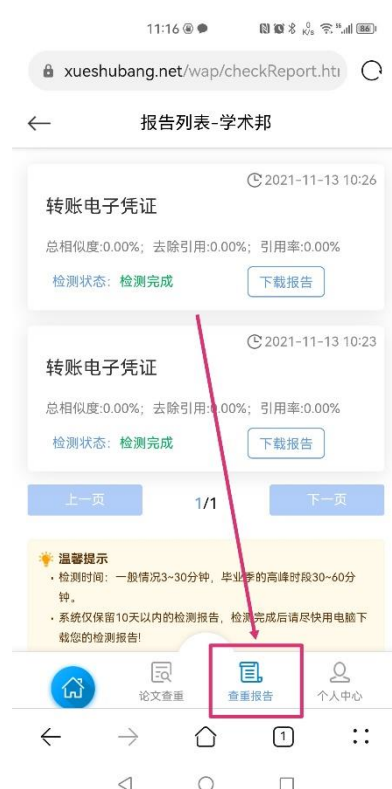 11:16
0
K/s
5G
86
xueshubang.net/wap/checkReport.ht
报告列表-学术邦
2021-11-13 10:26
转账电子凭证
总相似度:0.00%; 去除引用:0.00%; 引用率:0.00%
检测状态: 检测完成 下载报告
2021-11-13 10:23
转账电子凭证
总相似度:0.00%; 去除引用:0.00%; 引用率:0.00%
检测状态: 检测完成 下载报告
上一页 1/1 下一页
温馨提示
·检测时间: 一般情况3~30分钟, 毕业季的高峰时段30~60分
钟。
·系统仅保留10天以内的检测报告, 检测完成后请尽快用电脑下
载您的检测报告!
论文查重 查重报告 个人中心
1